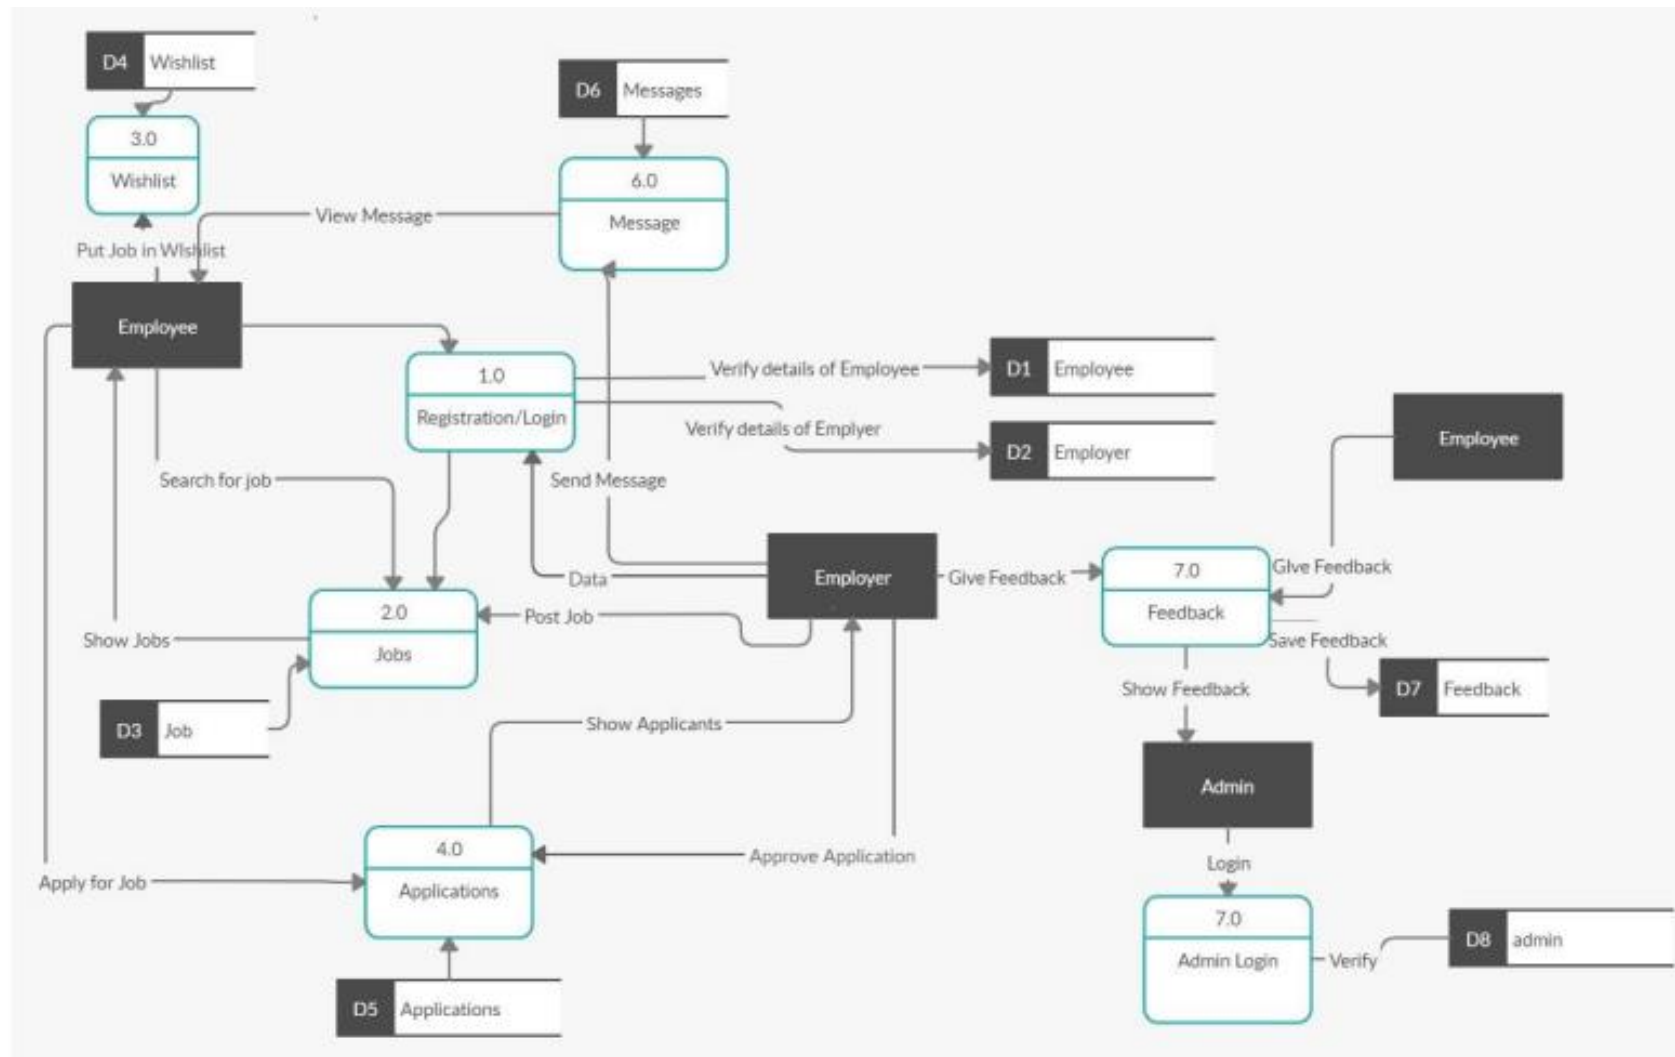 D4 Wishlist
D6 Messages
3.0
Wishlist
6.0
Message
View Message
Put Job in WIshlist
Employee
1.0
Registration/Login
Verify details of Employee
D1 Employee
Verify details of Emplyer
D2 Employer
Employee
Search for job
Send Message
Data
Employer
GIve Feedback
7.0
Feedback
GIve Feedback
2.0
Jobs
Post Job
Show Jobs
Save Feedback
D7 Feedback
Show Feedback
D3 Job
Show Applicants
Admin
4.0
Applications
Approve Application
Apply for Job
Login
7.0
Admin Login
Verify
D8 admin
D5 Applications